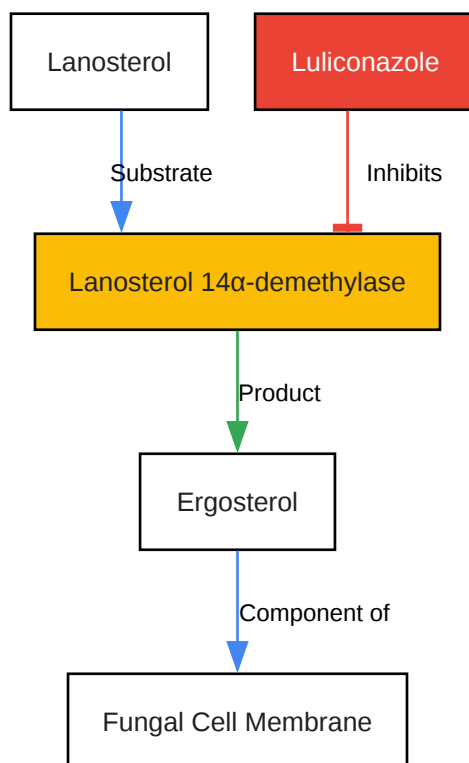 Lanosterol
Luliconazole
Substrate
Inhibits
Lanosterol 14α-demethylase
Product
Ergosterol
Component of
Fungal Cell Membrane